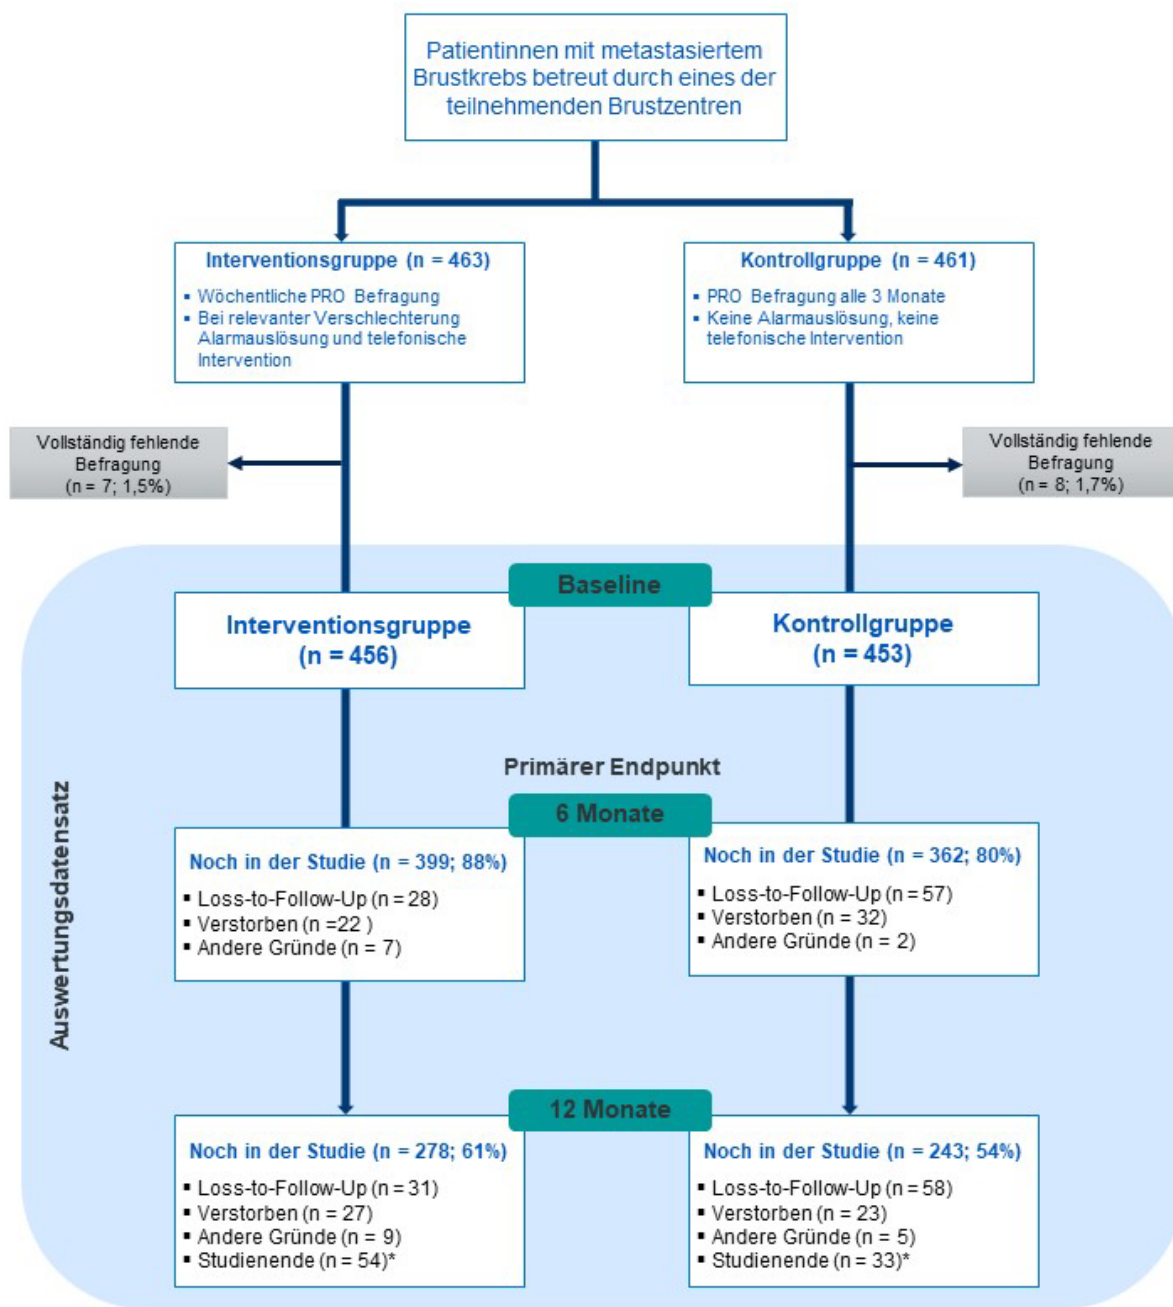 Patientinnen mit metastasiertem
Brustkrebs betreut durch eines der
teilnehmenden Brustzentren
Interventionsgruppe (n = 463)
▪ Wöchentliche PRO Befragung
▪ Bei relevanter Verschlechterung
Alarmauslösung und telefonische
Intervention
Kontrollgruppe (n = 461)
▪ PRO Befragung alle 3 Monate
▪ Keine Alarmauslösung, keine
telefonische Intervention
Vollständig fehlende
Befragung
(n = 7; 1,5%)
Vollständig fehlende
Befragung
(n = 8; 1,7%)
Baseline
Interventionsgruppe
(n = 456)
Kontrollgruppe
(n = 453)
Auswertungsdatensatz
Primärer Endpunkt
6 Monate
Noch in der Studie (n = 399; 88%)
▪ Loss-to-Follow-Up (n = 28)
▪ Verstorben (n =22 )
▪ Andere Gründe (n = 7)
Noch in der Studie (n = 362; 80%)
▪ Loss-to-Follow-Up (n = 57)
▪ Verstorben (n = 32)
▪ Andere Gründe (n = 2)
12 Monate
Noch in der Studie (n = 278; 61%)
▪ Loss-to-Follow-Up (n = 31)
▪ Verstorben (n = 27)
▪ Andere Gründe (n = 9)
▪ Studienende (n = 54)*
Noch in der Studie (n = 243; 54%)
▪ Loss-to-Follow-Up (n = 58)
▪ Verstorben (n = 23)
▪ Andere Gründe (n = 5)
▪ Studienende (n = 33)*